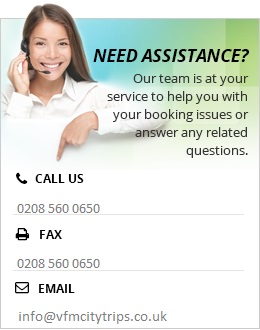 NEED ASSISTANCE?
Our team is at your
service to help you with
your booking issues or
answer any related
questions.
CALL US
0208 560 0650
FAX
0208 560 0650
EMAIL
info@vfmcitytrips.co.uk